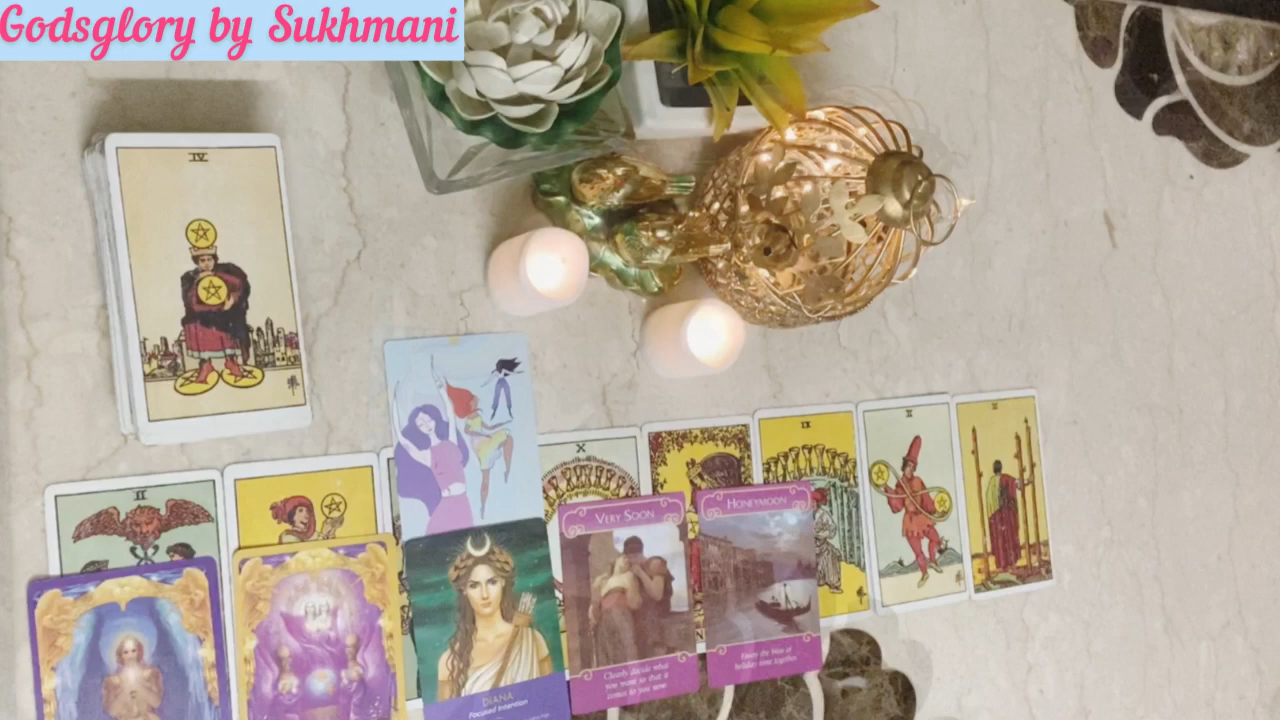 Godsglory by Sukhmani
IV
X
IX
II
II
VERY SOON
HONEYMOON
Clearly decide what
you want so that it
comes to you now
Enjoy the bliss of
holiday time together
DIANA
Focused Intention